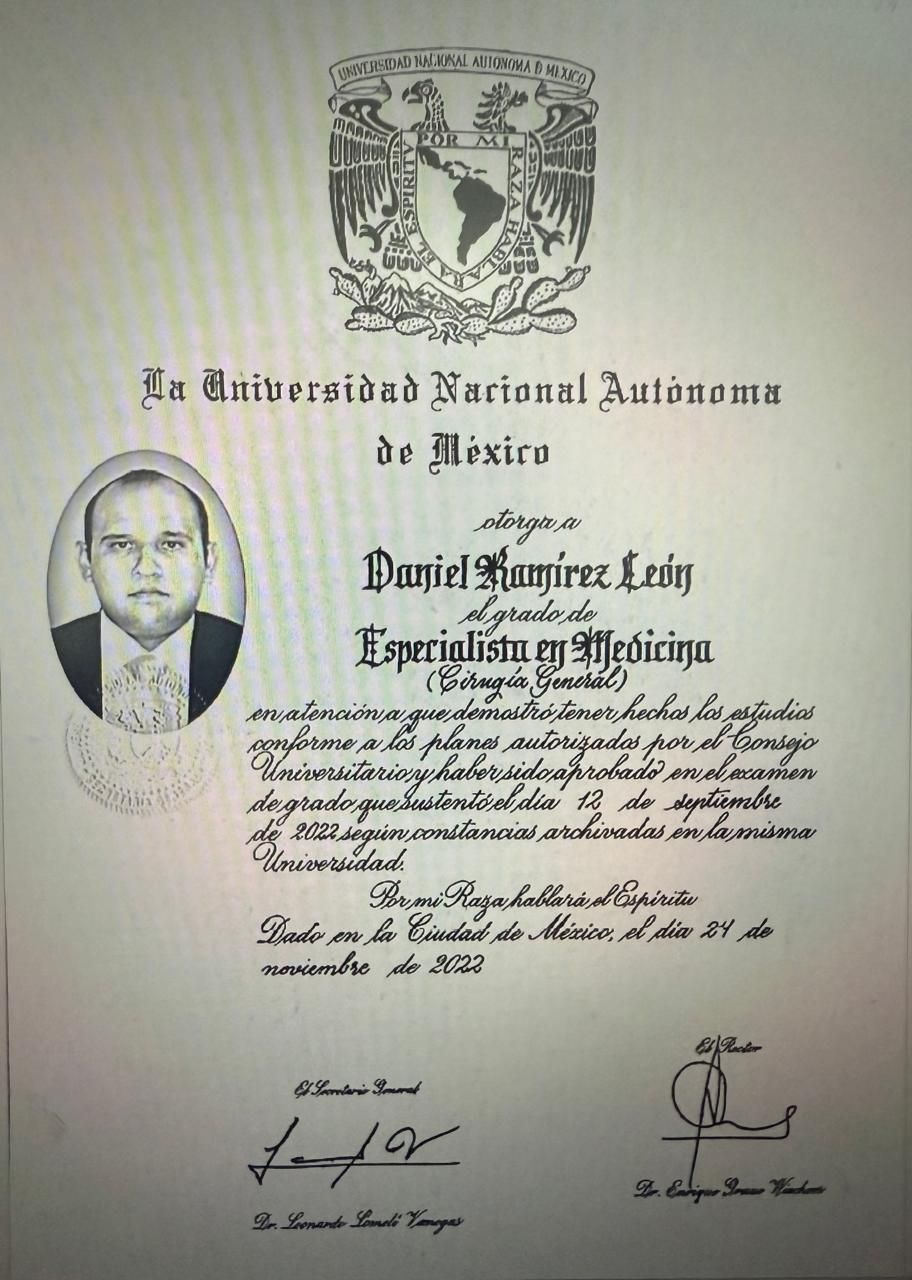 UNIVERSIDAD NACIONAL AUTONOMA D MEXICO
POR MI RAZA HABLARA EL ESPIRITU
La Universidad Nacional Autónoma
de México
otorga a
Daniel Ramírez León
el grado de
Especialista en Medicina
(Cirugía General)
en atención a que demostró tener hechos los estudios
conforme a los planes autorizados por el Consejo
Universitario y haber sido aprobado en el examen
de grado que sustentó el día 12 de septiembre
de 2022 según constancias archivadas en la misma
Universidad.
Por mi Raza hablará el Espíritu
Dado en la Ciudad de México, el día 24 de
noviembre de 2022
El Rector
El Secretario General
Dr. Enrique Graue Wiechers
Dr. Leonardo Lomelí Vanegas